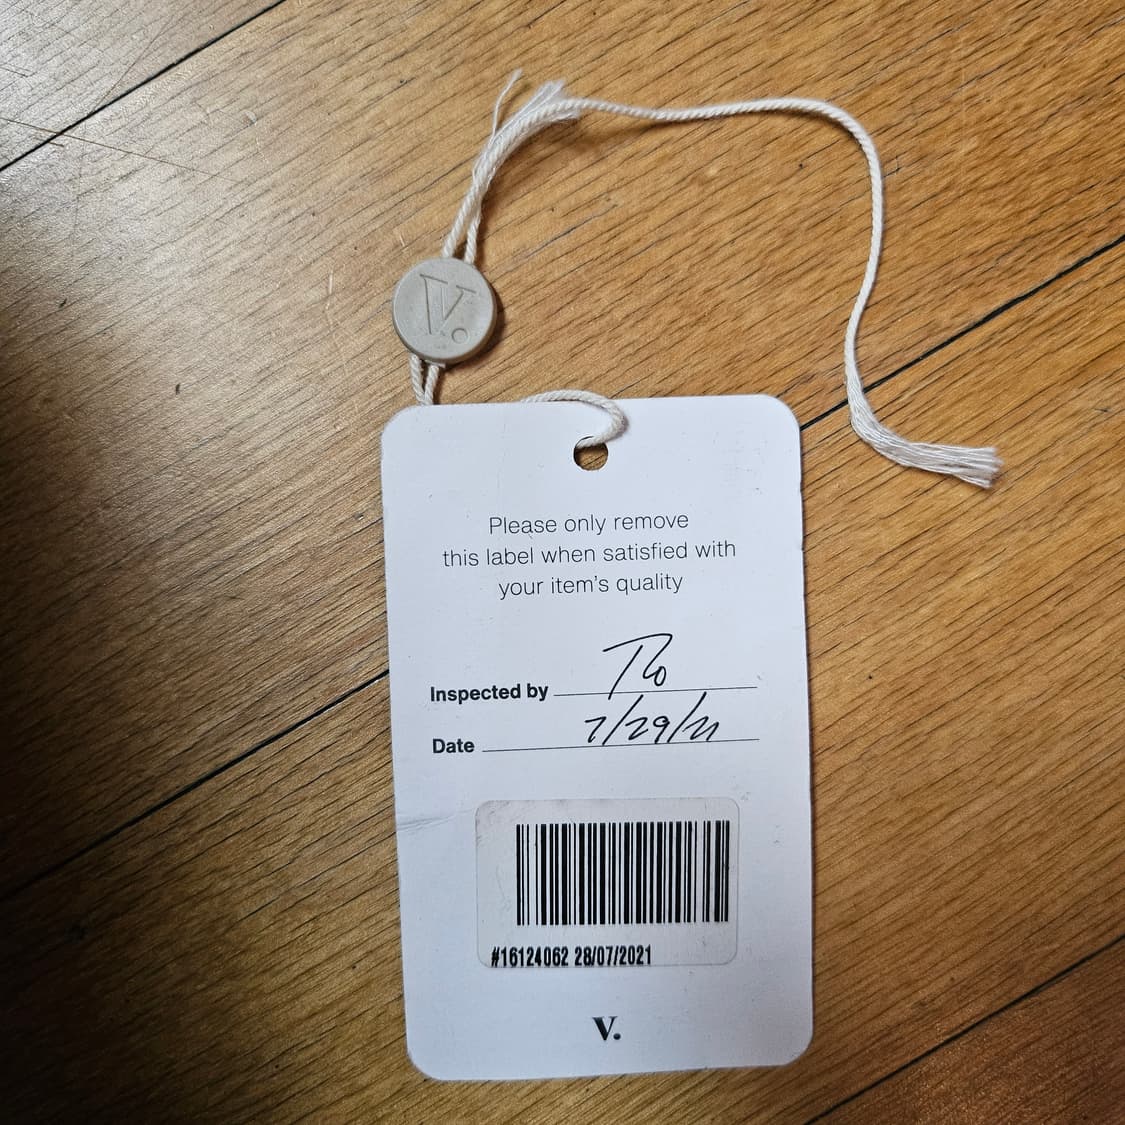 V.
Please only remove
this label when satisfied with
your item's quality
Inspected by
Date 7/29/21
#16124062 28/07/2021
V.